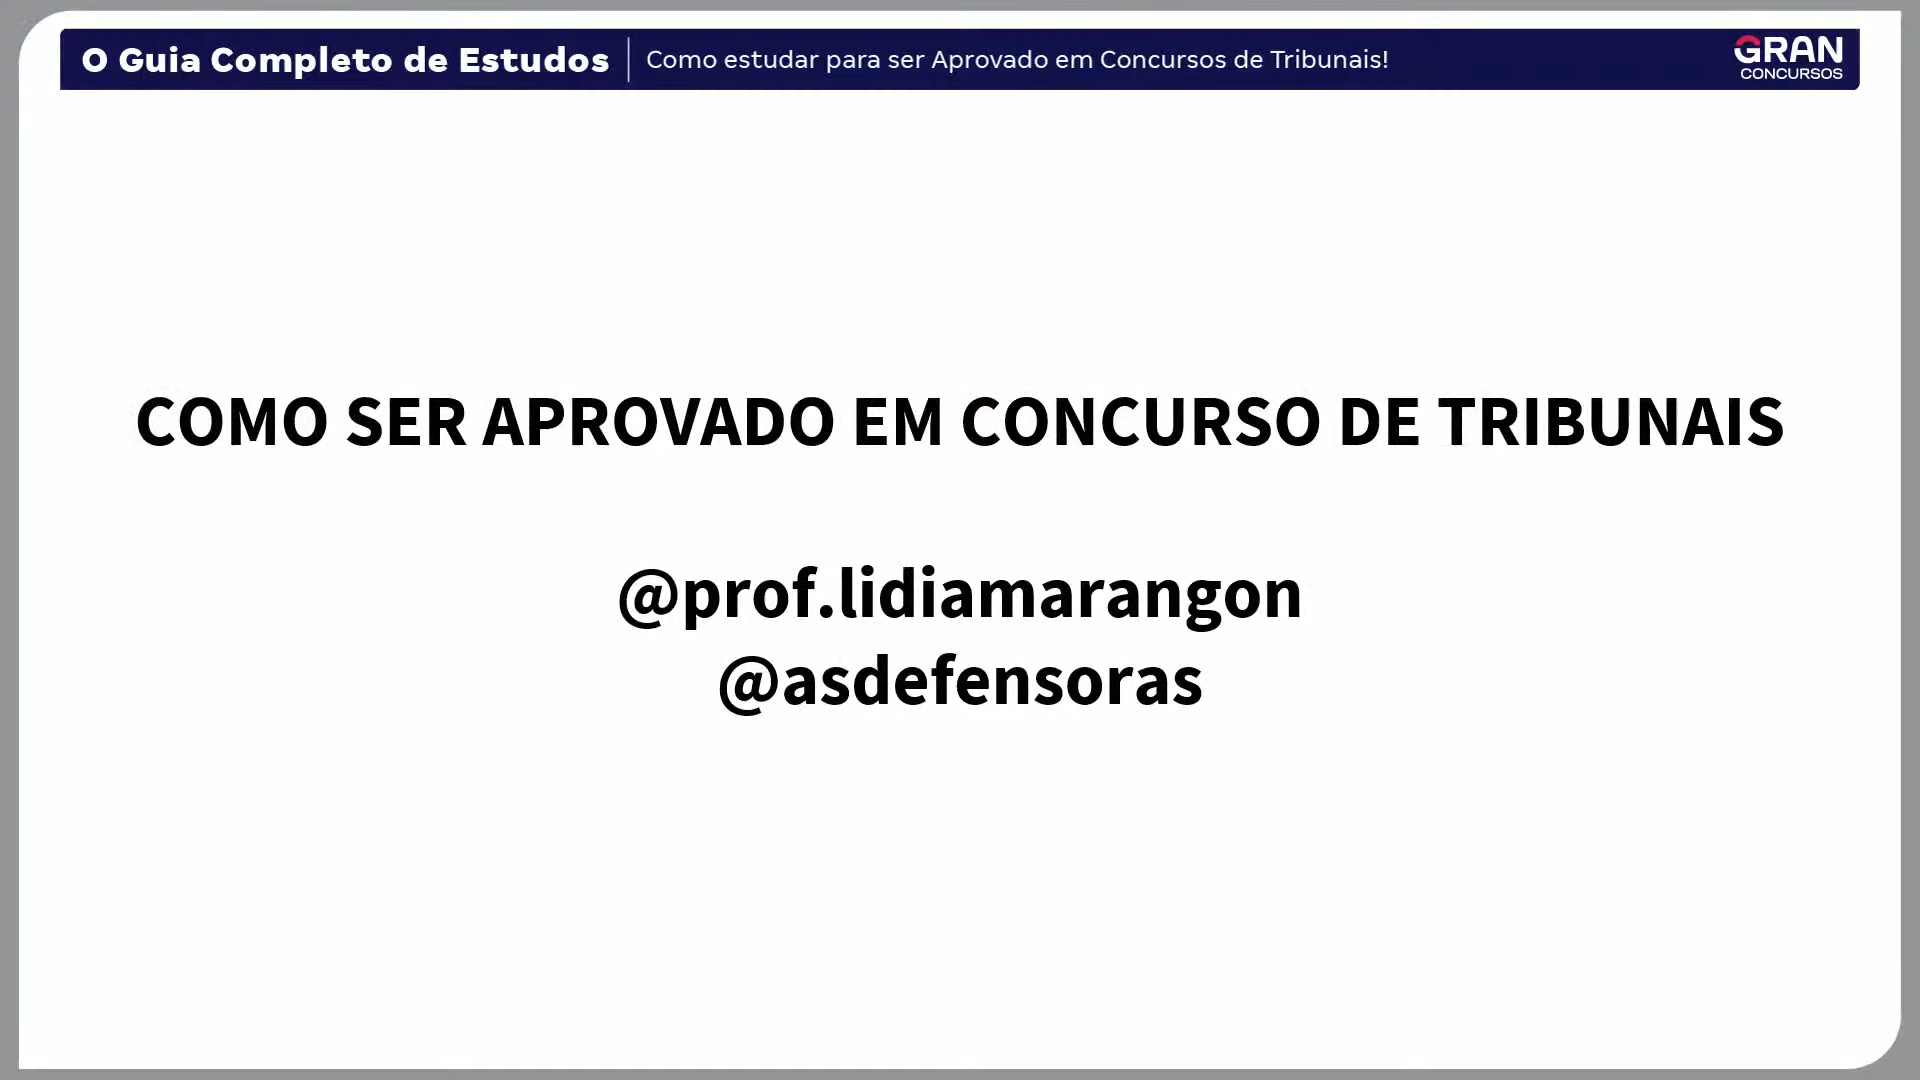 O Guia Completo de Estudos
Como estudar para ser Aprovado em Concursos de Tribunais!
GRAN
CONCURSOS
COMO SER APROVADO EM CONCURSO DE TRIBUNAIS
@prof.lidiamarangon
@asdefensoras